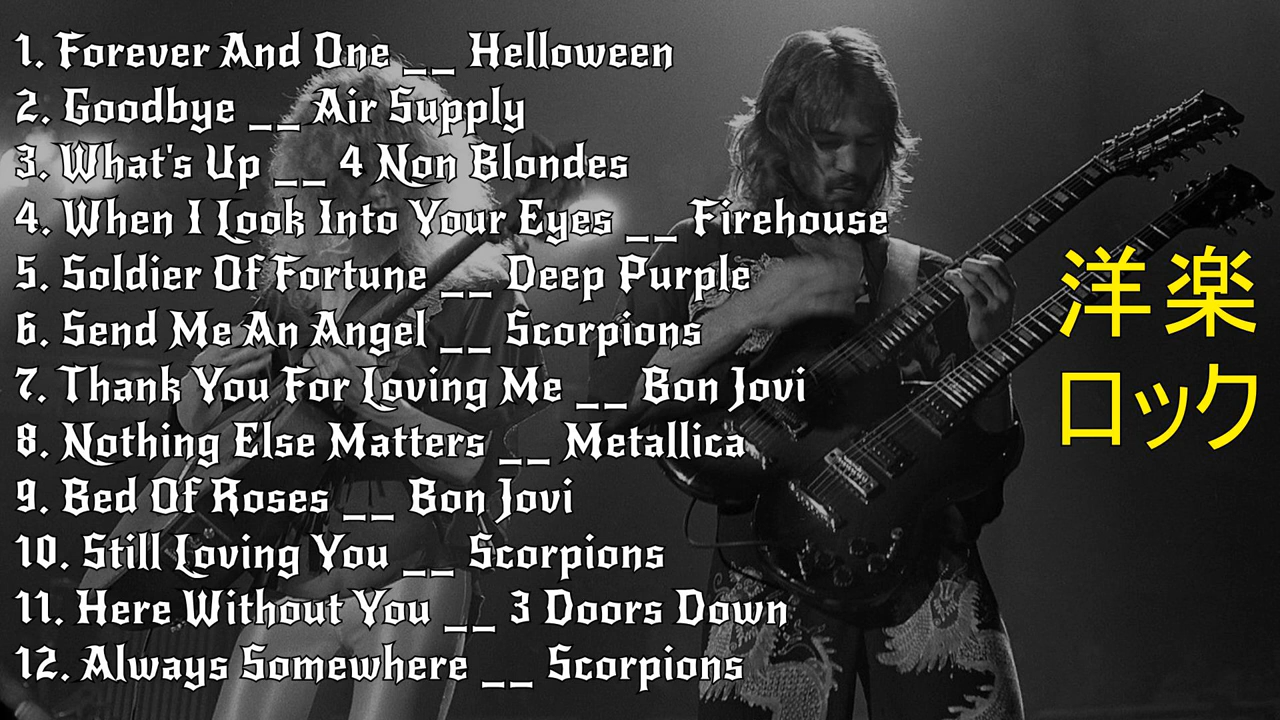 1. Forever And One __ Helloween
2. Goodbye __ Air Supply
3. What's Up __ 4 Non Blondes
4. When I Look Into Your Eyes __ Firehouse
5. Soldier Of Fortune __ Deep Purple
6. Send Me An Angel __ Scorpions
7. Thank You For Loving Me __ Bon Jovi
8. Nothing Else Matters __ Metallica
9. Bed Of Roses __ Bon Jovi
10. Still Loving You __ Scorpions
11. Here Without You __ 3 Doors Down
12. Always Somewhere __ Scorpions
洋楽
ロック